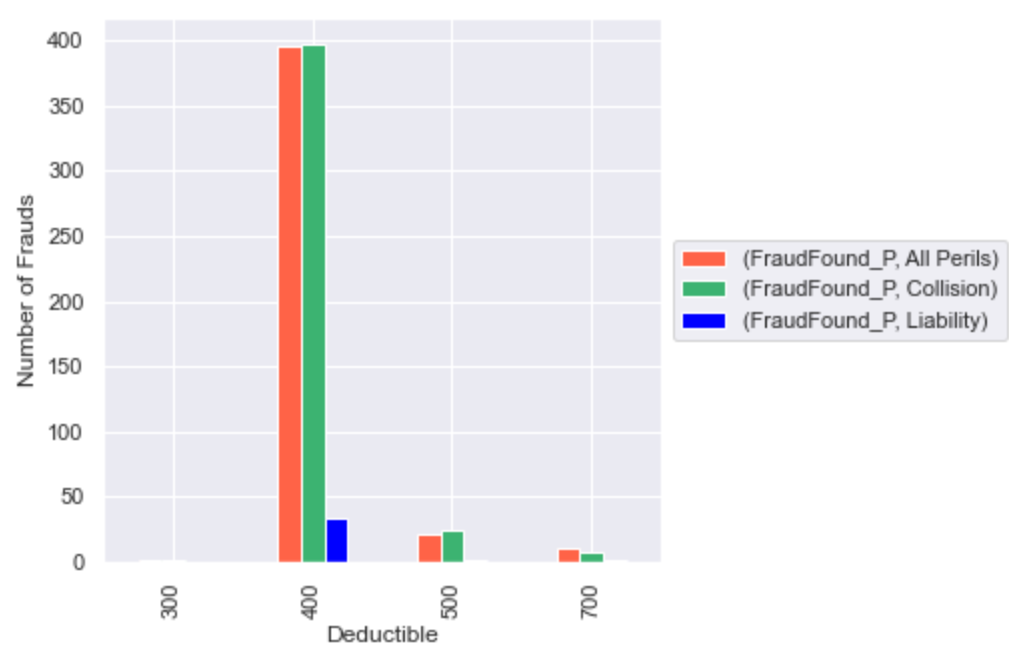 400
350
300
250
200
150
100
50
0
Number of Frauds
300
400
500
700
Deductible
(FraudFound_P, All Perils)
(FraudFound_P, Collision)
(FraudFound_P, Liability)